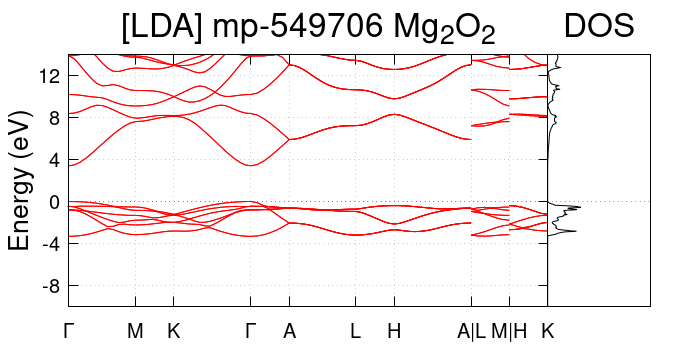 [LDA] mp-549706 Mg₂O₂ DOS
Energy (eV)
12
8
4
0
-4
-8
Γ M K Γ A L H A|L M|H K